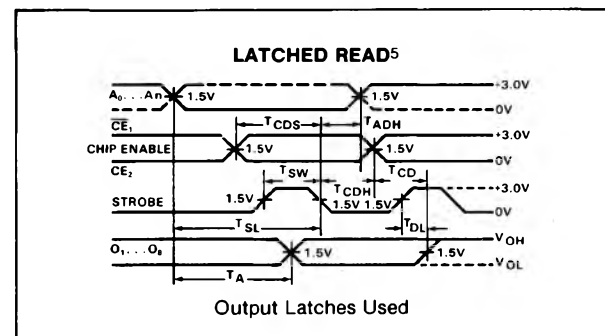 LATCHED READ5
A0...An 1.5V 1.5V +3.0V
0V
CE1 TCDS TADH +3.0V
CHIP ENABLE 1.5V 1.5V
CE2 TSW TCDH TCD 0V
STROBE 1.5V 1.5V 1.5V +3.0V
0V
TSL TDL
O1...O8 1.5V 1.5V VOH
VOL
TA
Output Latches Used